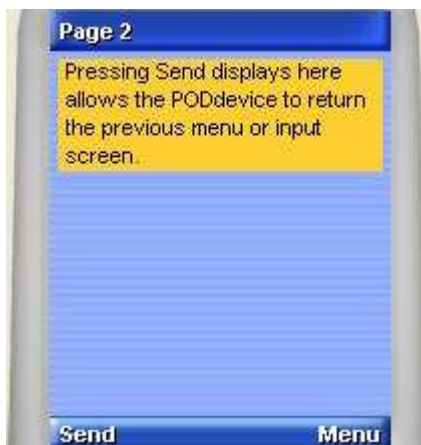 Page 2
Pressing Send displays here
allows the PODdevice to return
the previous menu or input
screen.
Send Menu